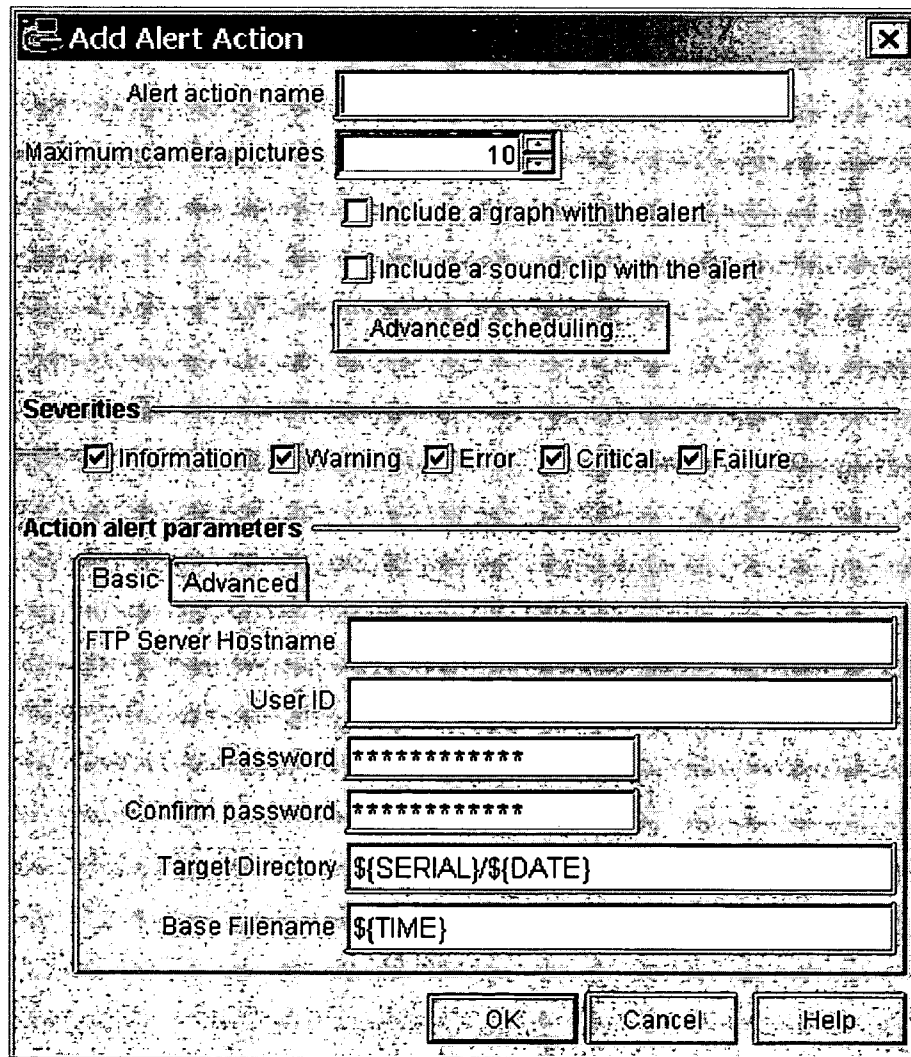 Add Alert Action
Alert action name
Maximum camera pictures 10
Include a graph with the alert
Include a sound clip with the alert
Advanced scheduling...
Severities
Information Warning Error Critical Failure
Action alert parameters
Basic Advanced
FTP Server Hostname
User ID
Password ************
Confirm password ************
Target Directory ${SERIAL}/${DATE}
Base Filename ${TIME}
OK Cancel Help